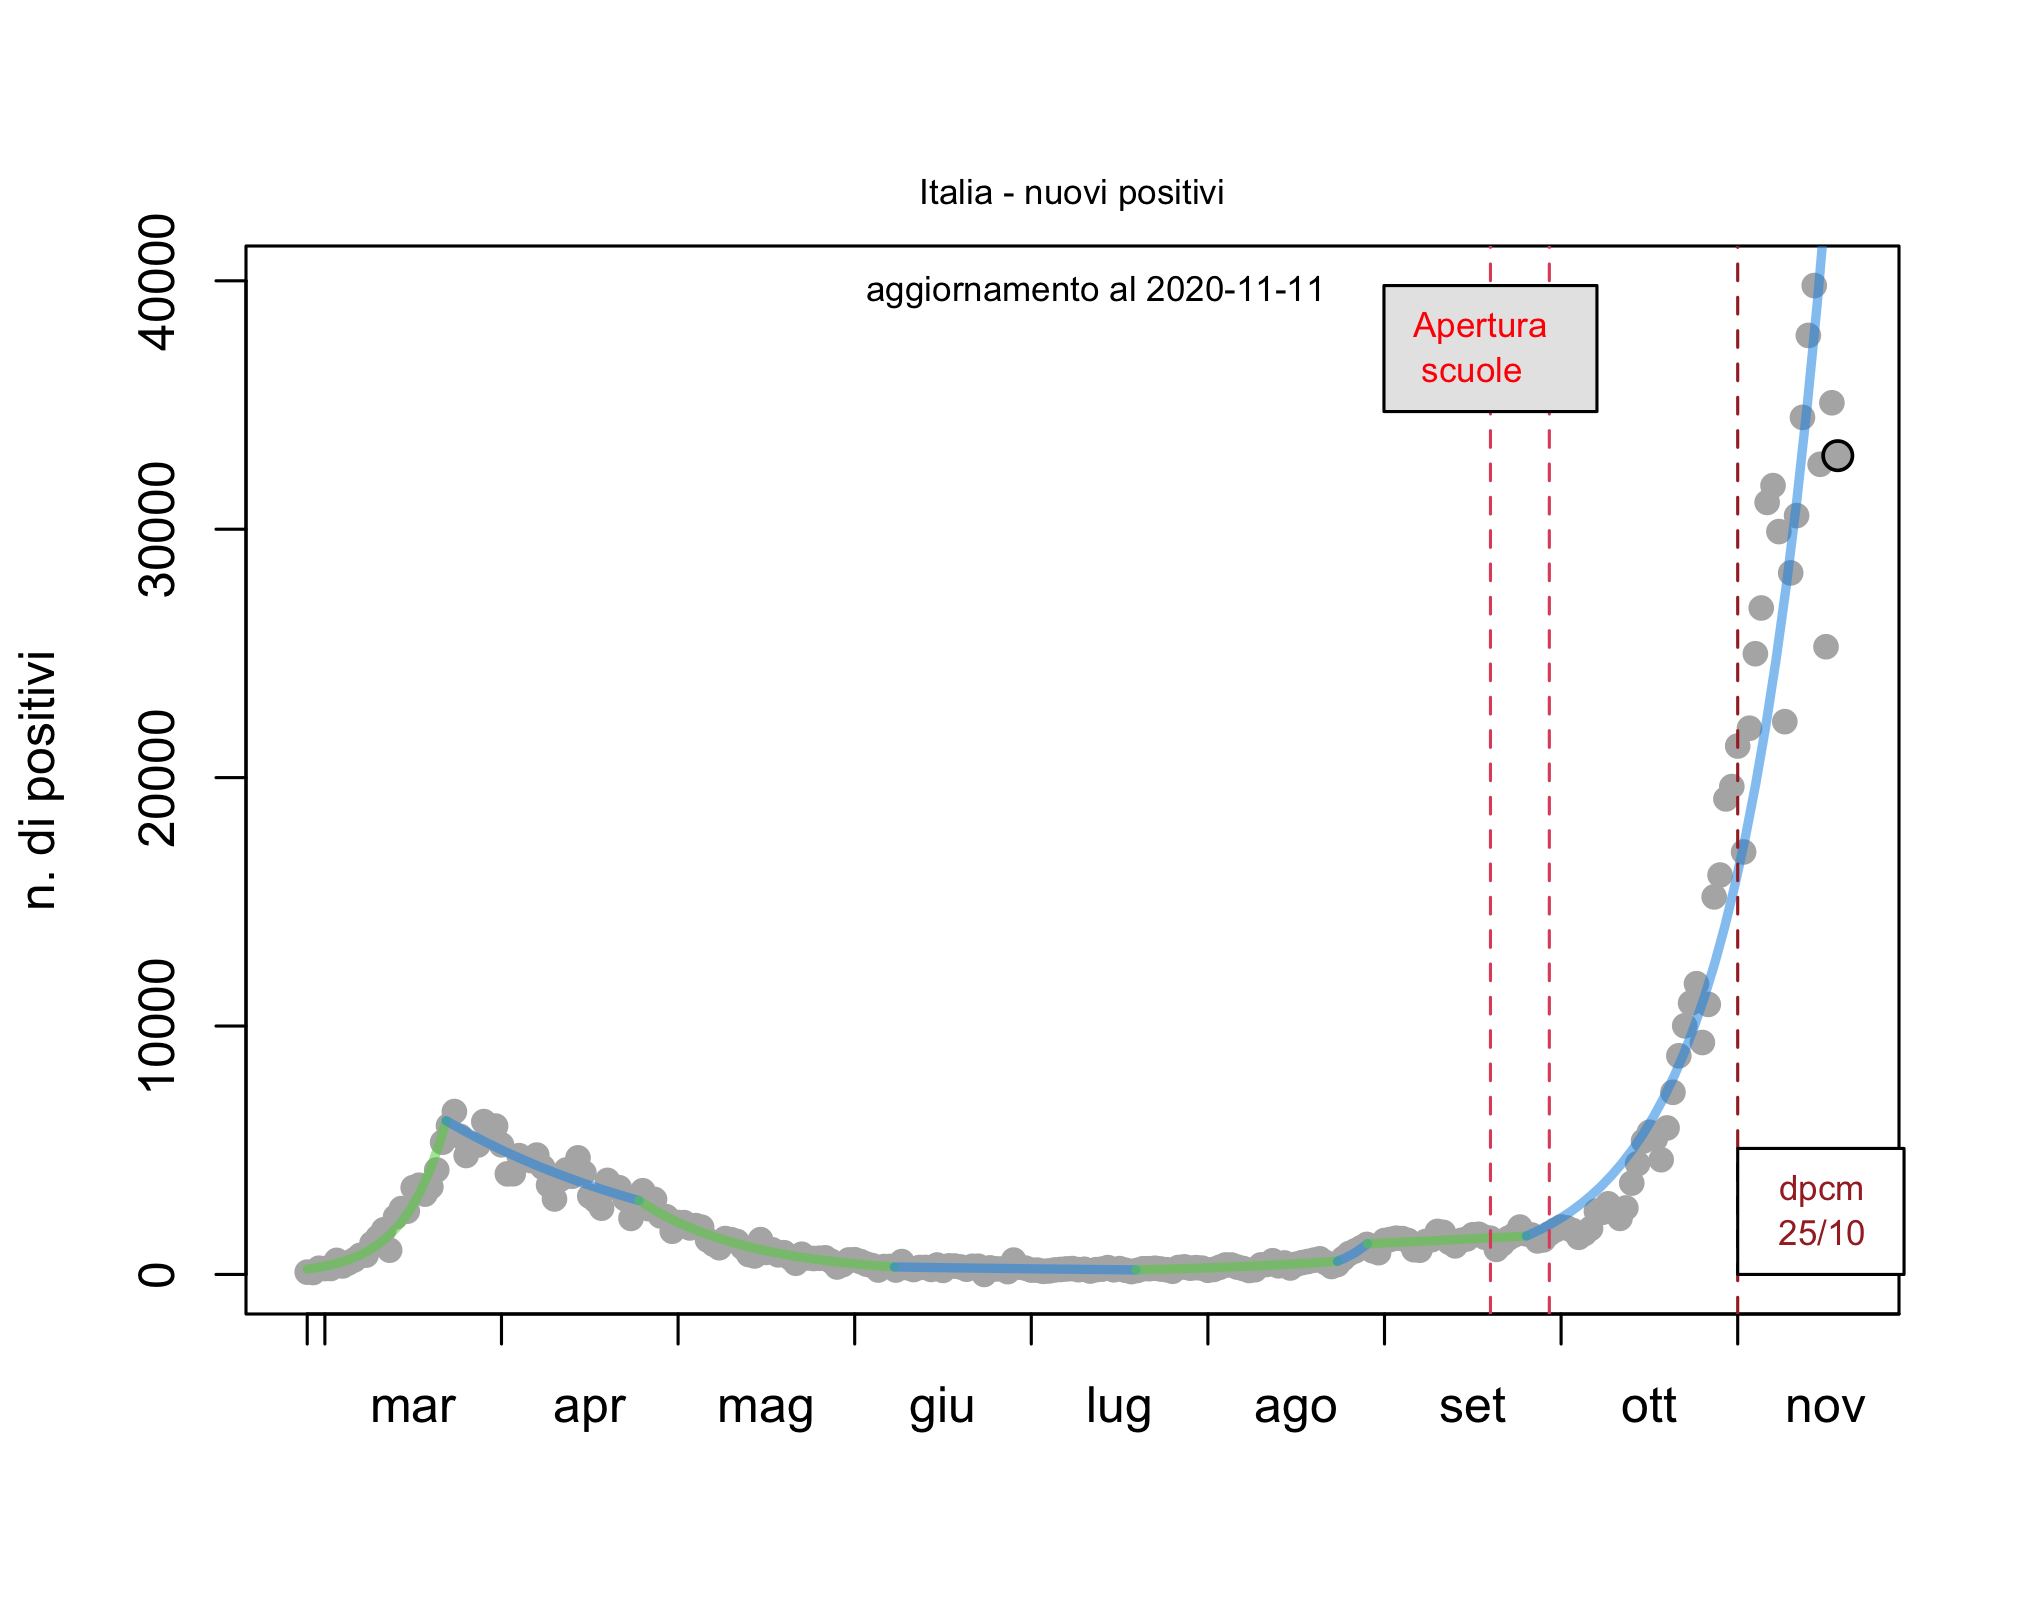 Italia - nuovi positivi
aggiornamento al 2020-11-11
Apertura
scuole
40000
30000
20000
10000
0
n. di positivi
dpcm
25/10
mar apr mag giu lug ago set ott nov